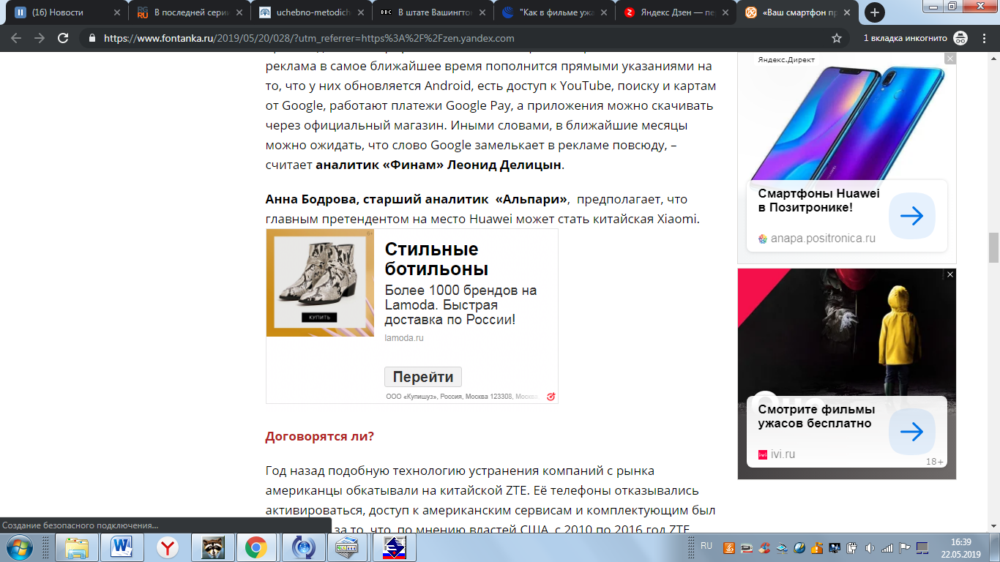 (16) Новости
В последней сери
uchebno-metodich
В штате Вашингто
"Как в фильме ужа
Яндекс Дзен — пе
«Ваш смартфон пр
https://www.fontanka.ru/2019/05/20/028/?utm_referrer=https%3A%2F%2Fzen.yandex.com
1 вкладка инкогнито
реклама в самое ближайшее время пополнится прямыми указаниями на
то, что у них обновляется Android, есть доступ к YouTube, поиску и картам
от Google, работают платежи Google Pay, а приложения можно скачивать
через официальный магазин. Иными словами, в ближайшие месяцы
можно ожидать, что слово Google замелькает в рекламе повсюду, –
считает аналитик «Финам» Леонид Делицын.
Анна Бодрова, старший аналитик «Альпари», предполагает, что
главным претендентом на место Huawei может стать китайская Xiaomi.
КУПИТЬ
Стильные
ботильоны
Более 1000 брендов на
Lamoda. Быстрая
доставка по России!
lamoda.ru
Перейти
ООО «Купишуз», Россия, Москва 123308, Москва
Договорятся ли?
Год назад подобную технологию устранения компаний с рынка
американцы обкатывали на китайской ZTE. Её телефоны отказывались
активироваться, доступ к американским сервисам и комплектующим был
за то, что, по мнению властей США, с 2010 по 2016 год ZTE
Яндекс.Директ
Смартфоны Huawei
в Позитронике!
anapa.positronica.ru
Смотрите фильмы
ужасов бесплатно
ivi.ru
18+
Создание безопасного подключения...
RU
16:39
22.05.2019